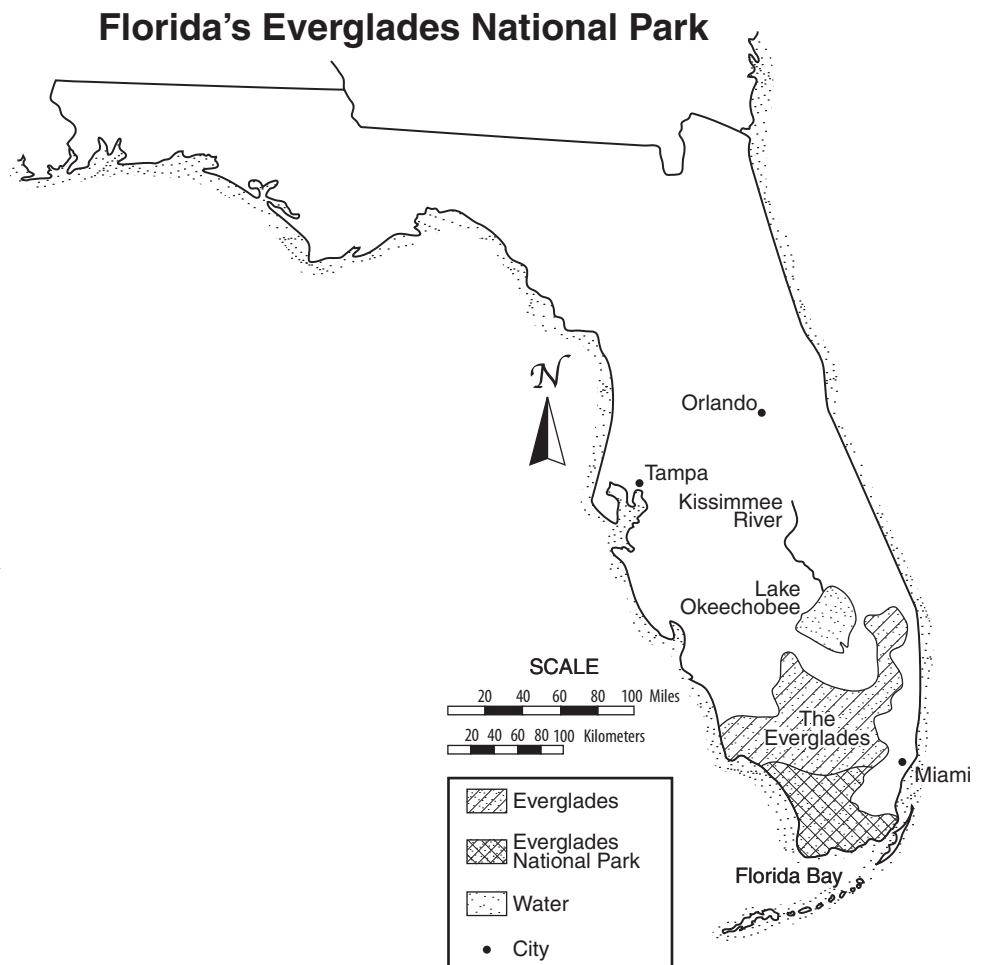 Florida's Everglades National Park
N
Orlando
Tampa
Kissimmee
River
Lake
Okeechobee
SCALE
20 40 60 80 100 Miles
20 40 60 80 100 Kilometers
The
Everglades
Miami
Everglades
Everglades
National Park
Water
City
Florida Bay